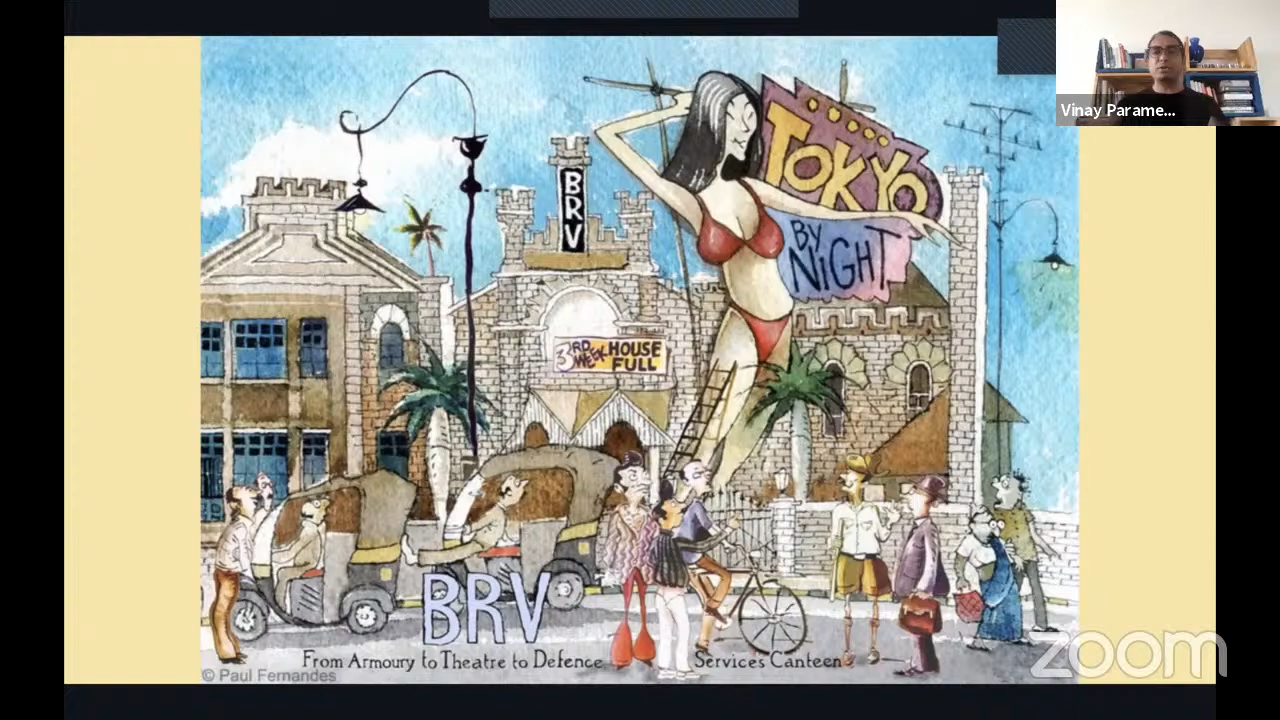 Vinay Parame...
TOKYO
BY
NIGHT
BRV
3RD WEEK HOUSE
FULL
BRV
From Armoury to Theatre to Defence Services Canteen
© Paul Fernandes
zoom